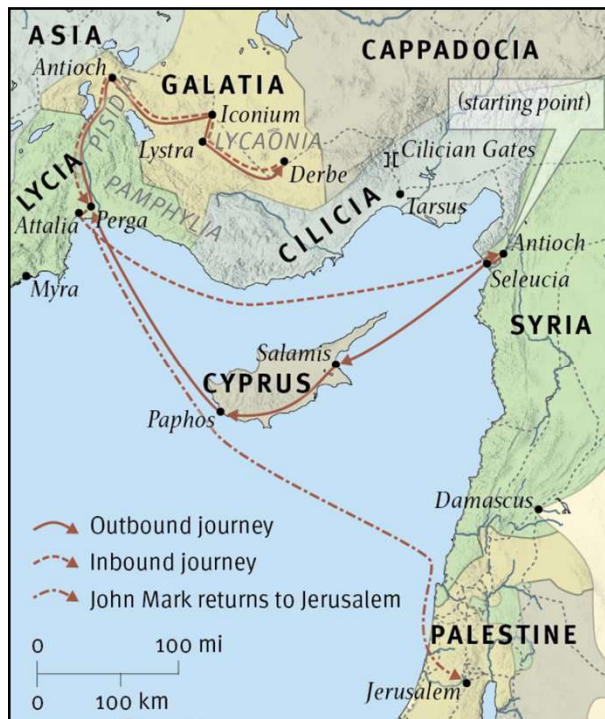 ASIA
CAPPADOCIA
Antioch
GALATIA
(starting point)
PISIDIA
Iconium
LYCAONIA
Lystra
Cilician Gates
Derbe
LYCIA
PAMPHYLIA
CILICIA
Tarsus
Attalia
Perga
Antioch
Seleucia
Myra
SYRIA
Salamis
CYPRUS
Paphos
Damascus
Outbound journey
Inbound journey
John Mark returns to Jerusalem
PALESTINE
0 100 mi
0 100 km
Jerusalem